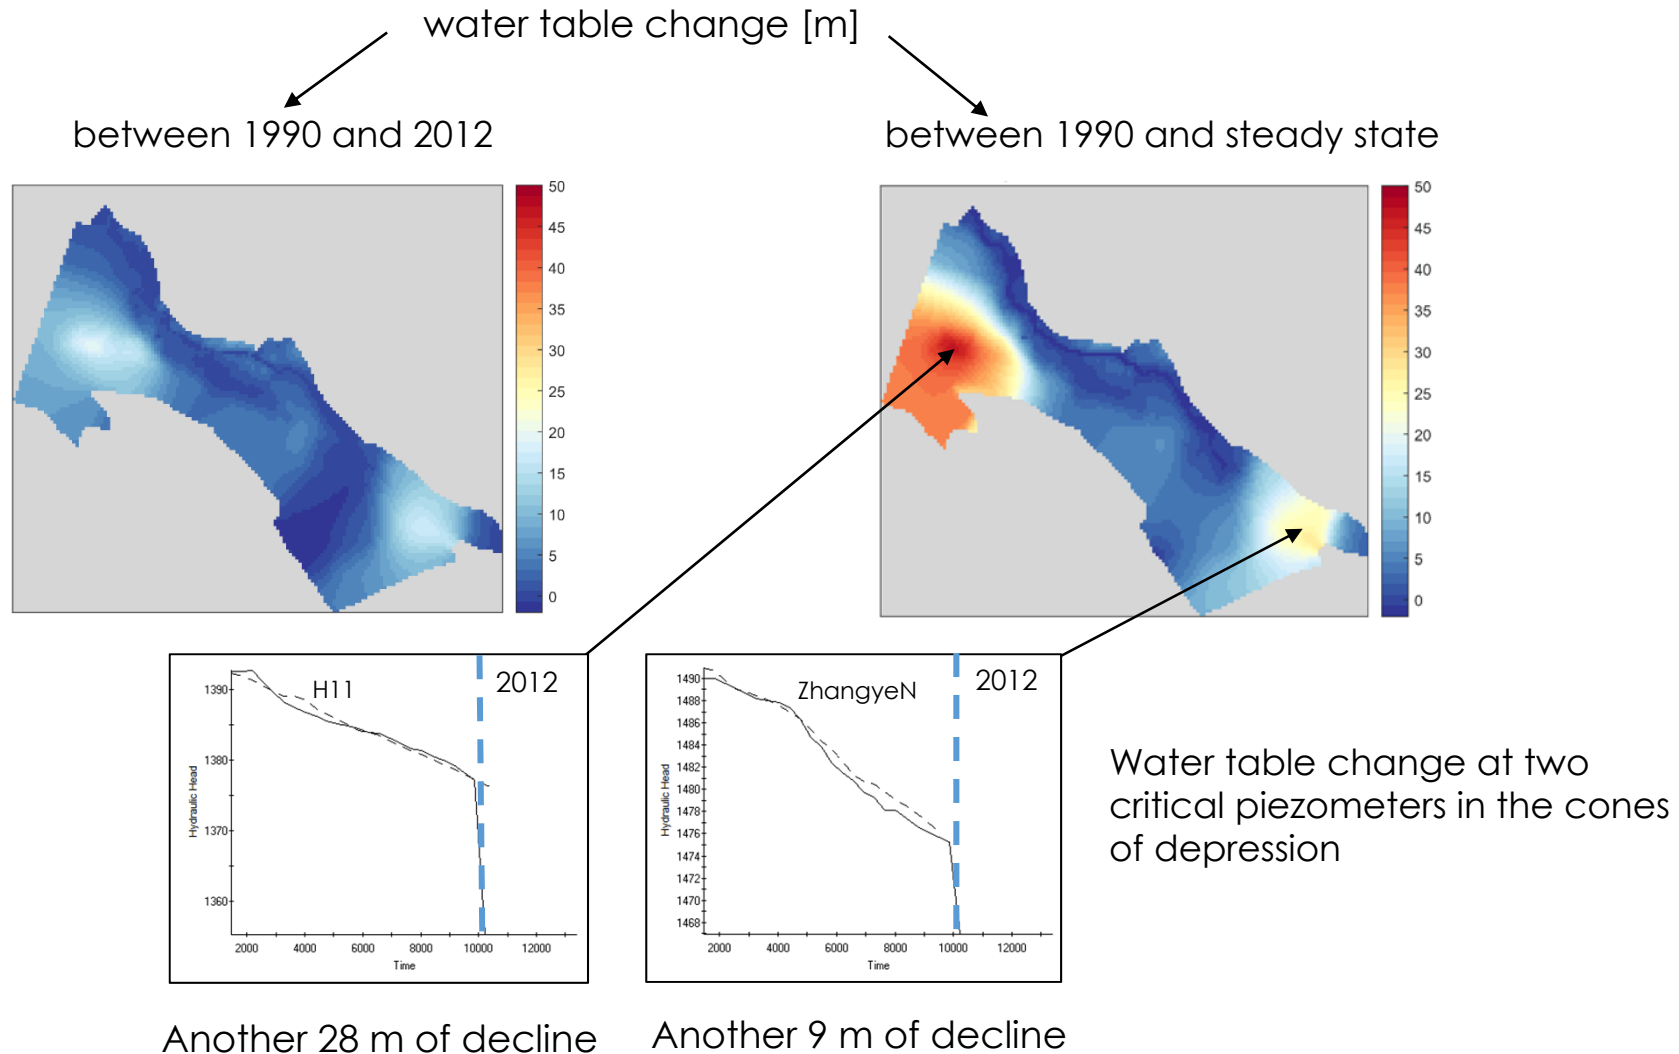 water table change [m]
between 1990 and 2012
between 1990 and steady state
50
45
40
35
30
25
20
15
10
5
0
50
45
40
35
30
25
20
15
10
5
0
H11
2012
1390
1380
1370
1360
Hydraulic Head
2000 4000 6000 8000 10000 12000
Time
ZhangyeN
2012
1490
1488
1486
1484
1482
1480
1478
1476
1474
1472
1470
1468
Hydraulic Head
2000 4000 6000 8000 10000 12000
Time
Water table change at two
critical piezometers in the cones
of depression
Another 28 m of decline
Another 9 m of decline